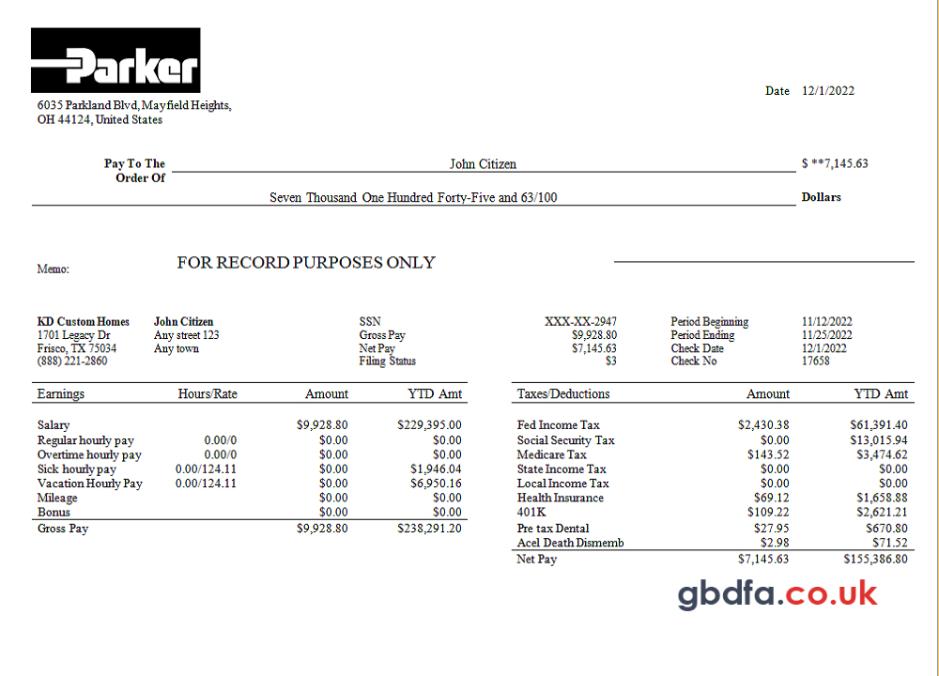 Parker
6035 Parkland Blvd, Mayfield Heights,
OH 44124, United States
Date 12/1/2022
Pay To The Order Of John Citizen $ **7,145.63
Seven Thousand One Hundred Forty-Five and 63/100 Dollars
Memo: FOR RECORD PURPOSES ONLY
KD Custom Homes John Citizen SSN XXX-XX-2947 Period Beginning 11/12/2022
1701 Legacy Dr Any street 123 Gross Pay $9,928.80 Period Ending 11/25/2022
Frisco, TX 75034 Any town Net Pay $7,145.63 Check Date 12/1/2022
(888) 221-2860 Filing Status $3 Check No 17658
Earnings Hours/Rate Amount YTD Amt Taxes/Deductions Amount YTD Amt
Salary $9,928.80 $229,395.00 Fed Income Tax $2,430.38 $61,391.40
Regular hourly pay 0.00/0 $0.00 $0.00 Social Security Tax $0.00 $13,015.94
Overtime hourly pay 0.00/0 $0.00 $0.00 Medicare Tax $143.52 $3,474.62
Sick hourly pay 0.00/124.11 $0.00 $1,946.04 State Income Tax $0.00 $0.00
Vacation Hourly Pay 0.00/124.11 $0.00 $6,950.16 Local Income Tax $0.00 $0.00
Mileage $0.00 $0.00 Health Insurance $69.12 $1,658.88
Bonus $0.00 $0.00 401K $109.22 $2,621.21
Gross Pay $9,928.80 $238,291.20 Pre tax Dental $27.95 $670.80
Acel Death Dismemb $2.98 $71.52
Net Pay $7,145.63 $155,386.80
gbdfa.co.uk